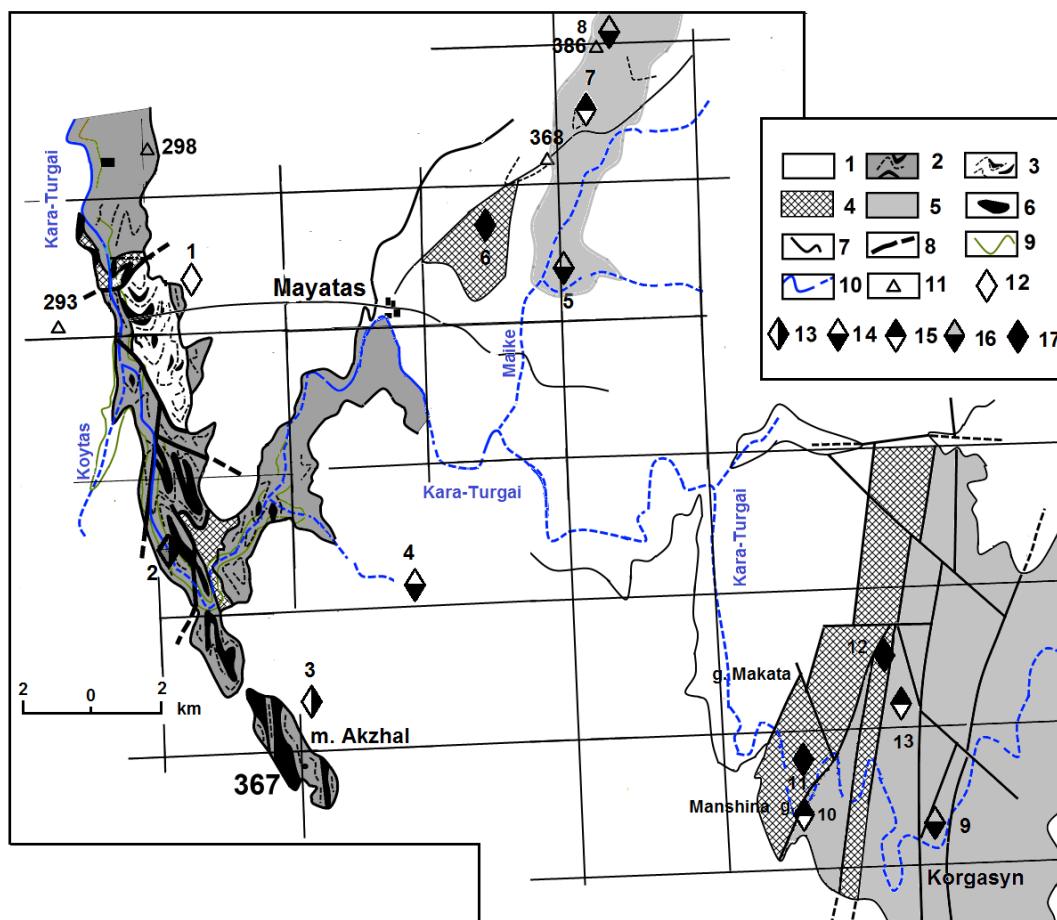 8
386
7
298
368
Kara-Turgai
6
1
5
Mayatas
293
Maike
Koytas
Kara-Turgai
Kara-Turgai
2
4
3
2 0 2
km
m. Akzhal
367
12
g. Makata
13
11
Manshina g.
10
9
Korgasyn
1 2 3
4 5 6
7 8 9
10 11 12
13 14 15 16 17